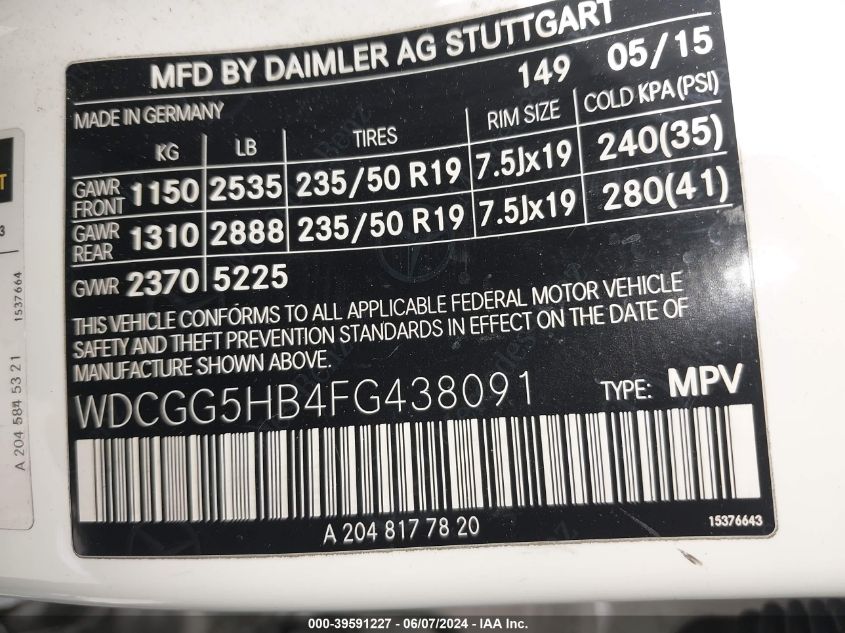 MFD BY DAIMLER AG STUTTGART
149 05/15
MADE IN GERMANY
KG LB TIRES RIM SIZE COLD KPA (PSI)
GAWR FRONT 1150 2535 235/50 R19 7.5Jx19 240(35)
GAWR REAR 1310 2888 235/50 R19 7.5Jx19 280(41)
GVWR 2370 5225
THIS VEHICLE CONFORMS TO ALL APPLICABLE FEDERAL MOTOR VEHICLE
SAFETY AND THEFT PREVENTION STANDARDS IN EFFECT ON THE DATE OF
MANUFACTURE SHOWN ABOVE.
WDCGG5HB4FG438091 TYPE: MPV
A 204 817 78 20
15376643
A 204 584 53 21
1537664
000-39591227 - 06/07/2024 - IAA Inc.